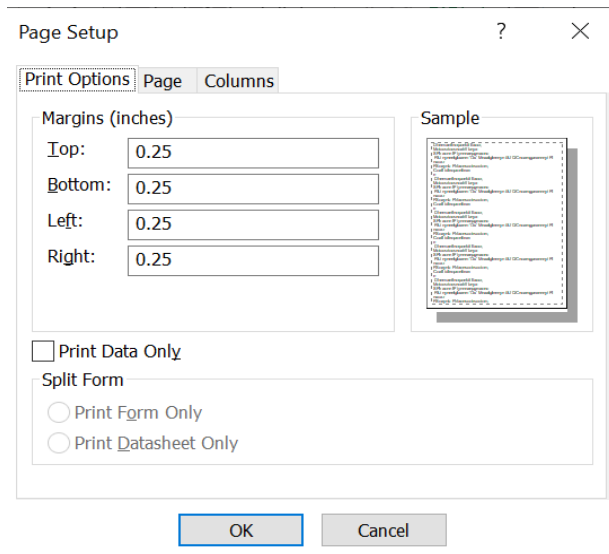 Page Setup ?
Print Options Page Columns
Margins (inches)
Top: 0.25
Bottom: 0.25
Left: 0.25
Right: 0.25
Sample
Print Data Only
Split Form
Print Form Only
Print Datasheet Only
OK Cancel